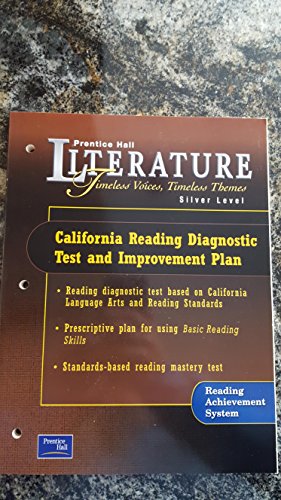 Prentice Hall
LITERATURE
Timeless Voices, Timeless Themes
Silver Level
California Reading Diagnostic
Test and Improvement Plan
• Reading diagnostic test based on California
Language Arts and Reading Standards
• Prescriptive plan for using Basic Reading
Skills
• Standards-based reading mastery test
Reading
Achievement
System
Prentice
Hall